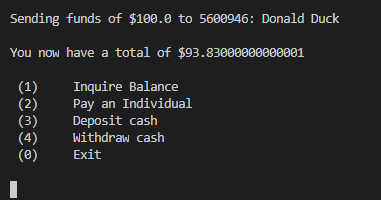 Sending funds of $100.0 to 5600946: Donald Duck
You now have a total of $93.83000000000001
(1) Inquire Balance
(2) Pay an Individual
(3) Deposit cash
(4) Withdraw cash
(0) Exit